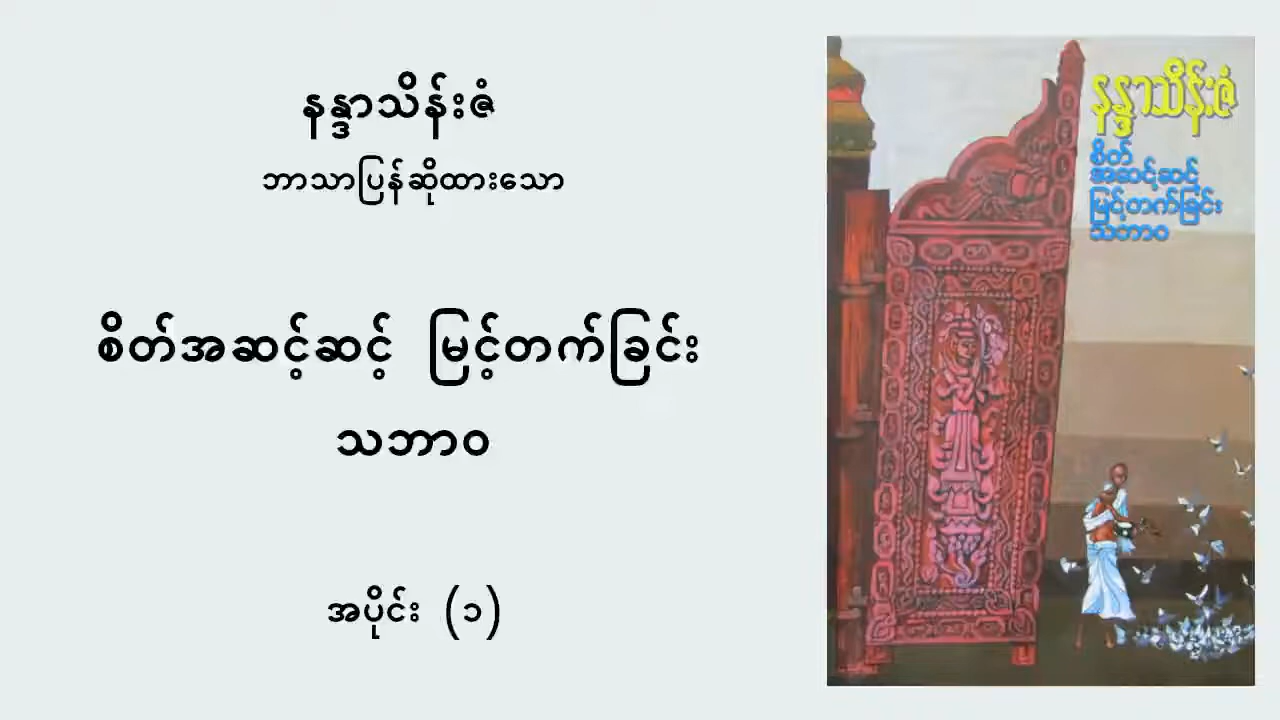 နန္ဒာသိန်းဇံ
ဘာသာပြန်ဆိုထားသော
စိတ်အဆင့်ဆင့် မြင့်တက်ခြင်း
သဘာဝ
အပိုင်း (၁)
နန္ဒာသိန်းဇံ
စိတ်
အဆင့်ဆင့်
မြင့်တက်ခြင်း
သဘာဝ